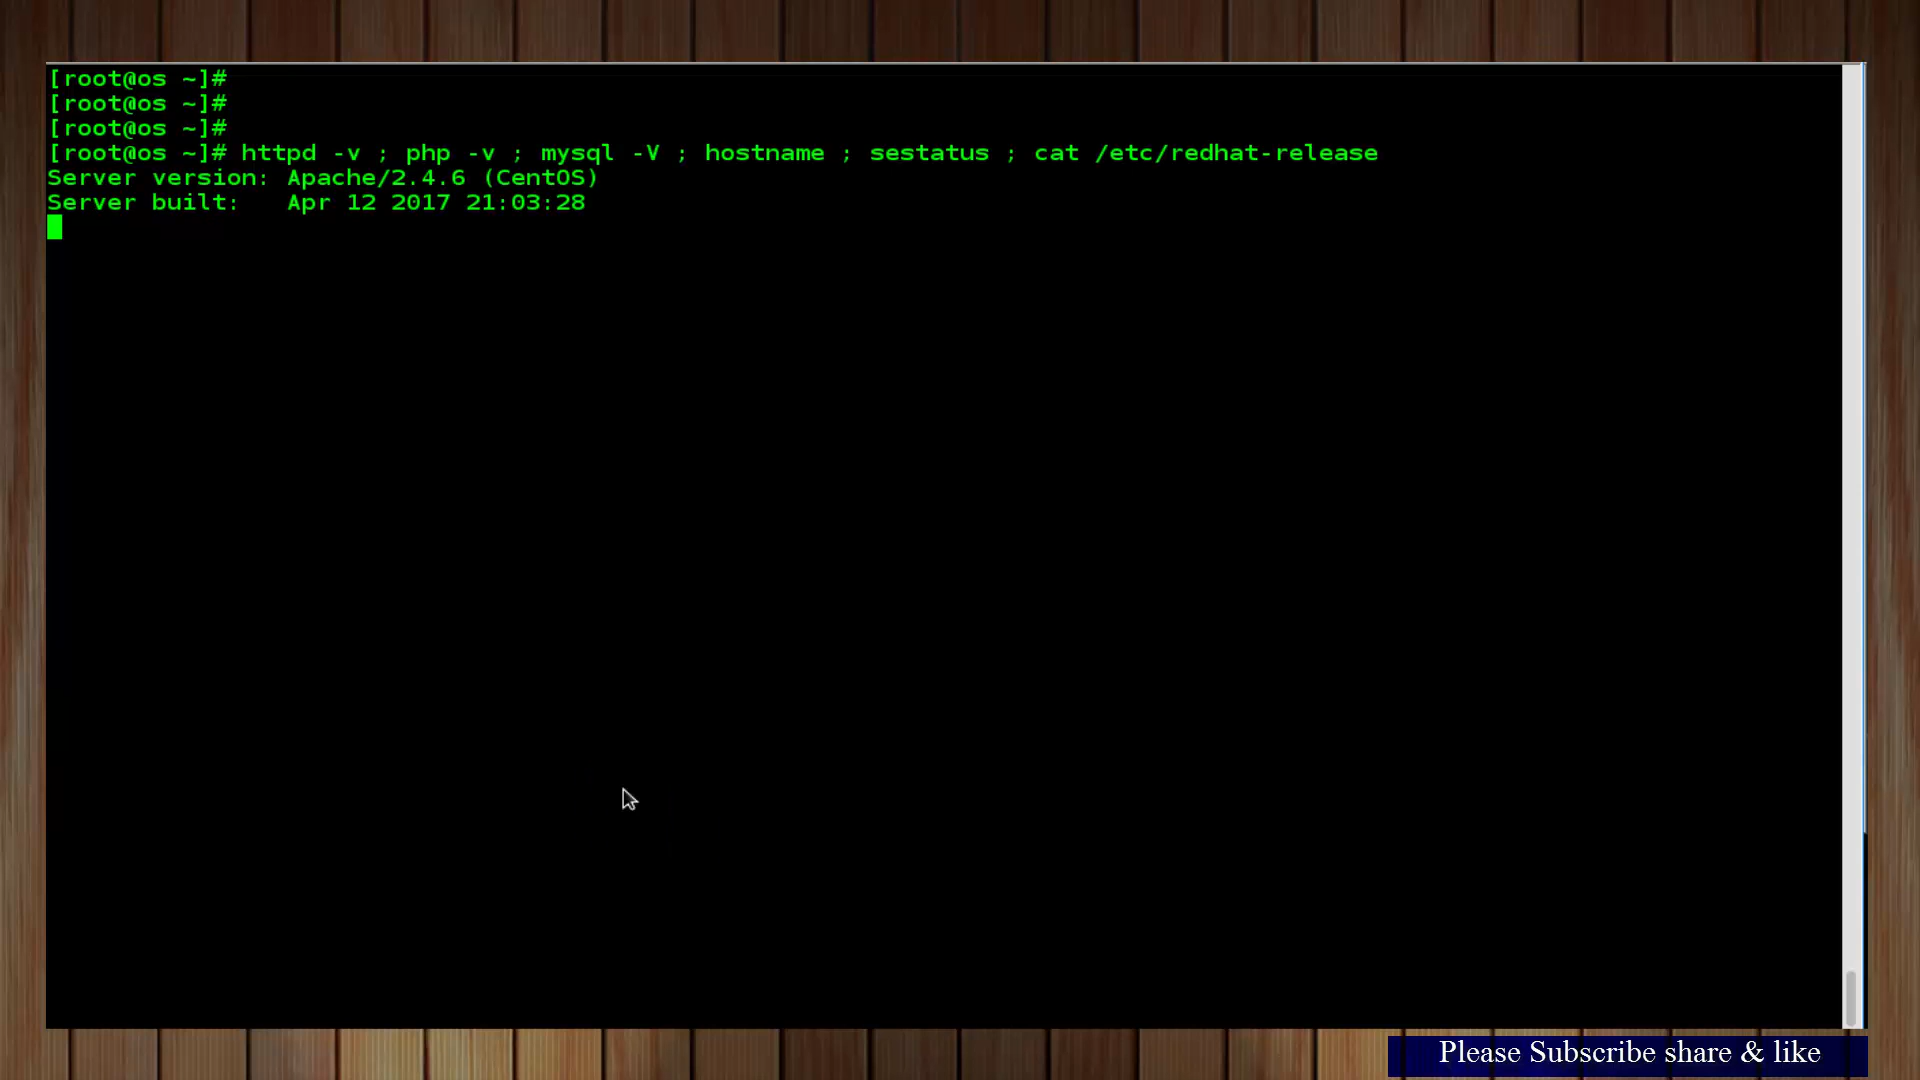 [root@os ~]#
[root@os ~]#
[root@os ~]#
[root@os ~]# httpd -v ; php -v ; mysql -V ; hostname ; sestatus ; cat /etc/redhat-release
Server version: Apache/2.4.6 (CentOS)
Server built:   Apr 12 2017 21:03:28
Please Subscribe share & like